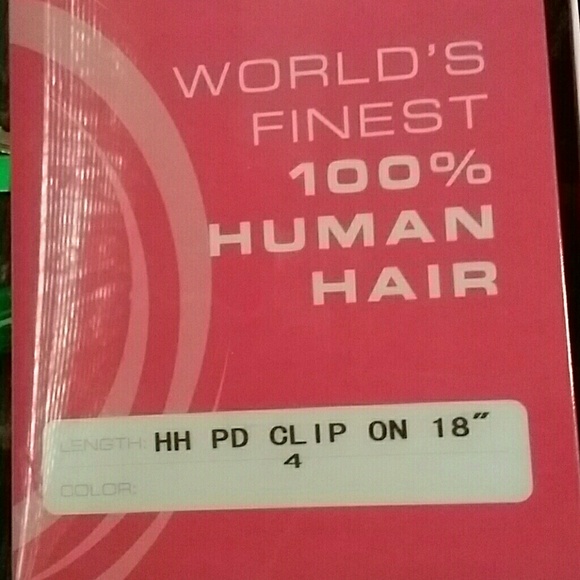 WORLD'S
FINEST
100%
HUMAN
HAIR
LENGTH: HH PD CLIP ON 18"
4
COLOR: